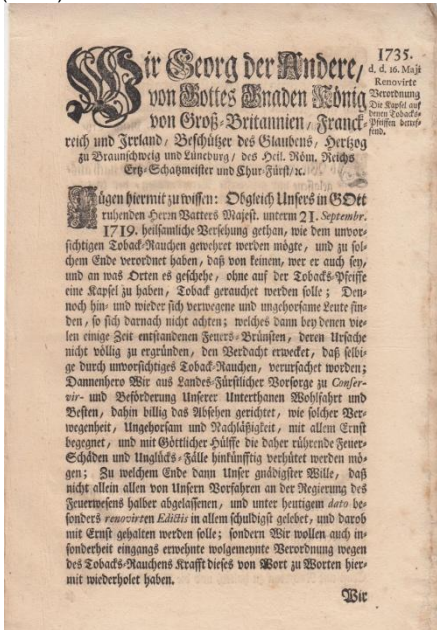 1735.
d. d. 16. Maji
Renovirte
Verordnung
Die Kapsel auf
denen Tobacks-
Pfeiffen betref-
fend.
Wir Georg der Andere/
von Gottes Gnaden König
von Groß-Britannien/ Franck-
reich und Irrland/ Beschützer des Glaubens/ Hertzog
zu Braunschweig und Lüneburg/ des Heil. Röm. Reichs
Ertz-Schatzmeister und Chur-Fürst/ ꝛc.
Fügen hiermit zu wissen: Obgleich Unsers in GOtt
ruhenden Herrn Vatters Majest. unterm 21. Septembr.
1719. heilsamliche Versehung gethan, wie dem unvor-
sichtigen Toback-Rauchen gewehret werden mögte, und zu sol-
chem Ende verordnet haben, daß von keinem, wer er auch sey,
und an was Orten es geschehe, ohne auf der Tobacks-Pfeiffe
eine Kapsel zu haben, Toback gerauchet werden solle; Den-
noch hin- und wieder sich verwegene und ungehorsame Leute fin-
den, so sich darnach nicht achten; welches dann bey denen vie-
len einige Zeit entstandenen Feuers-Brünsten, deren Ursache
nicht völlig zu ergründen, den Verdacht erwecket, daß selbi-
ge durch unvorsichtiges Toback-Rauchen, verursachet worden;
Dannenhero Wir aus Landes-Fürstlicher Vorsorge zu Conser-
vir- und Beförderung Unserer Unterthanen Wohlfahrt und
Besten, dahin billig das Absehen gerichtet, wie solcher Ver-
wegenheit, Ungehorsam und Nachläßigkeit, mit allem Ernst
begegnet, und mit Göttlicher Hülffe die daher rührende Feuer-
Schäden und Unglücks-Fälle hinkünfftig verhütet werden mö-
gen; Zu welchem Ende dann Unser gnädigster Wille, daß
nicht allein allen von Unsern Vorfahren an der Regierung des
Feuerwesens halber abgelassenen, und unter heutigem dato be-
sonders renovirten Edictis in allem schuldigst gelebet, und darob
mit Ernst gehalten werden solle; sondern Wir wollen auch in-
sonderheit eingangs erwehnte wolgemeynte Verordnung wegen
des Tobacks-Rauchens Krafft dieses von Wort zu Worten hier-
mit wiederholet haben.
Wir